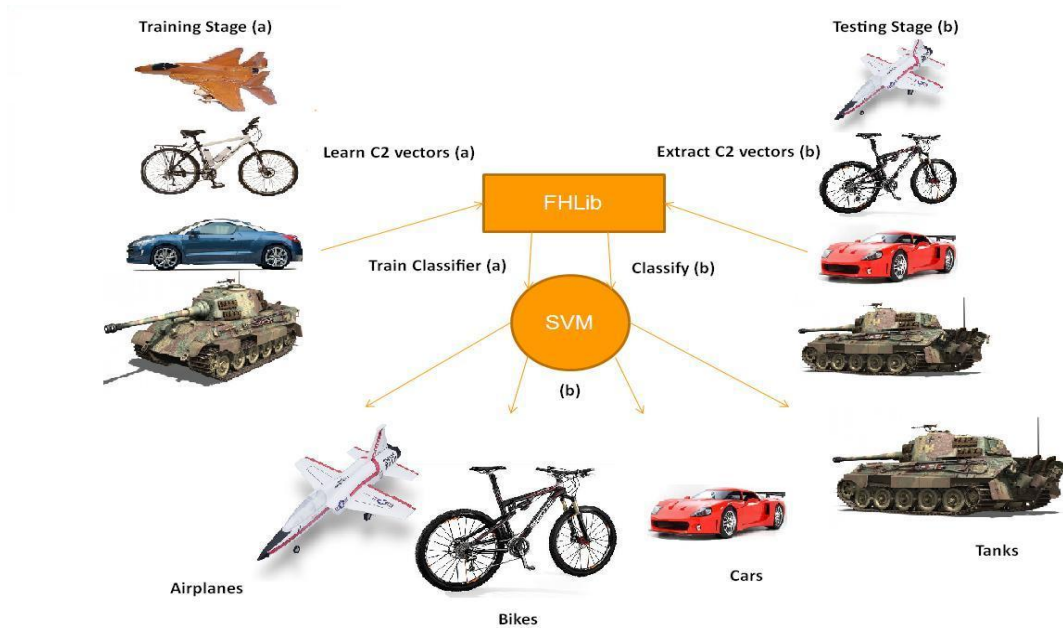 Training Stage (a)
Testing Stage (b)
Learn C2 vectors (a)
Extract C2 vectors (b)
FHLib
Train Classifier (a)
Classify (b)
SVM
(b)
Airplanes
Bikes
Cars
Tanks